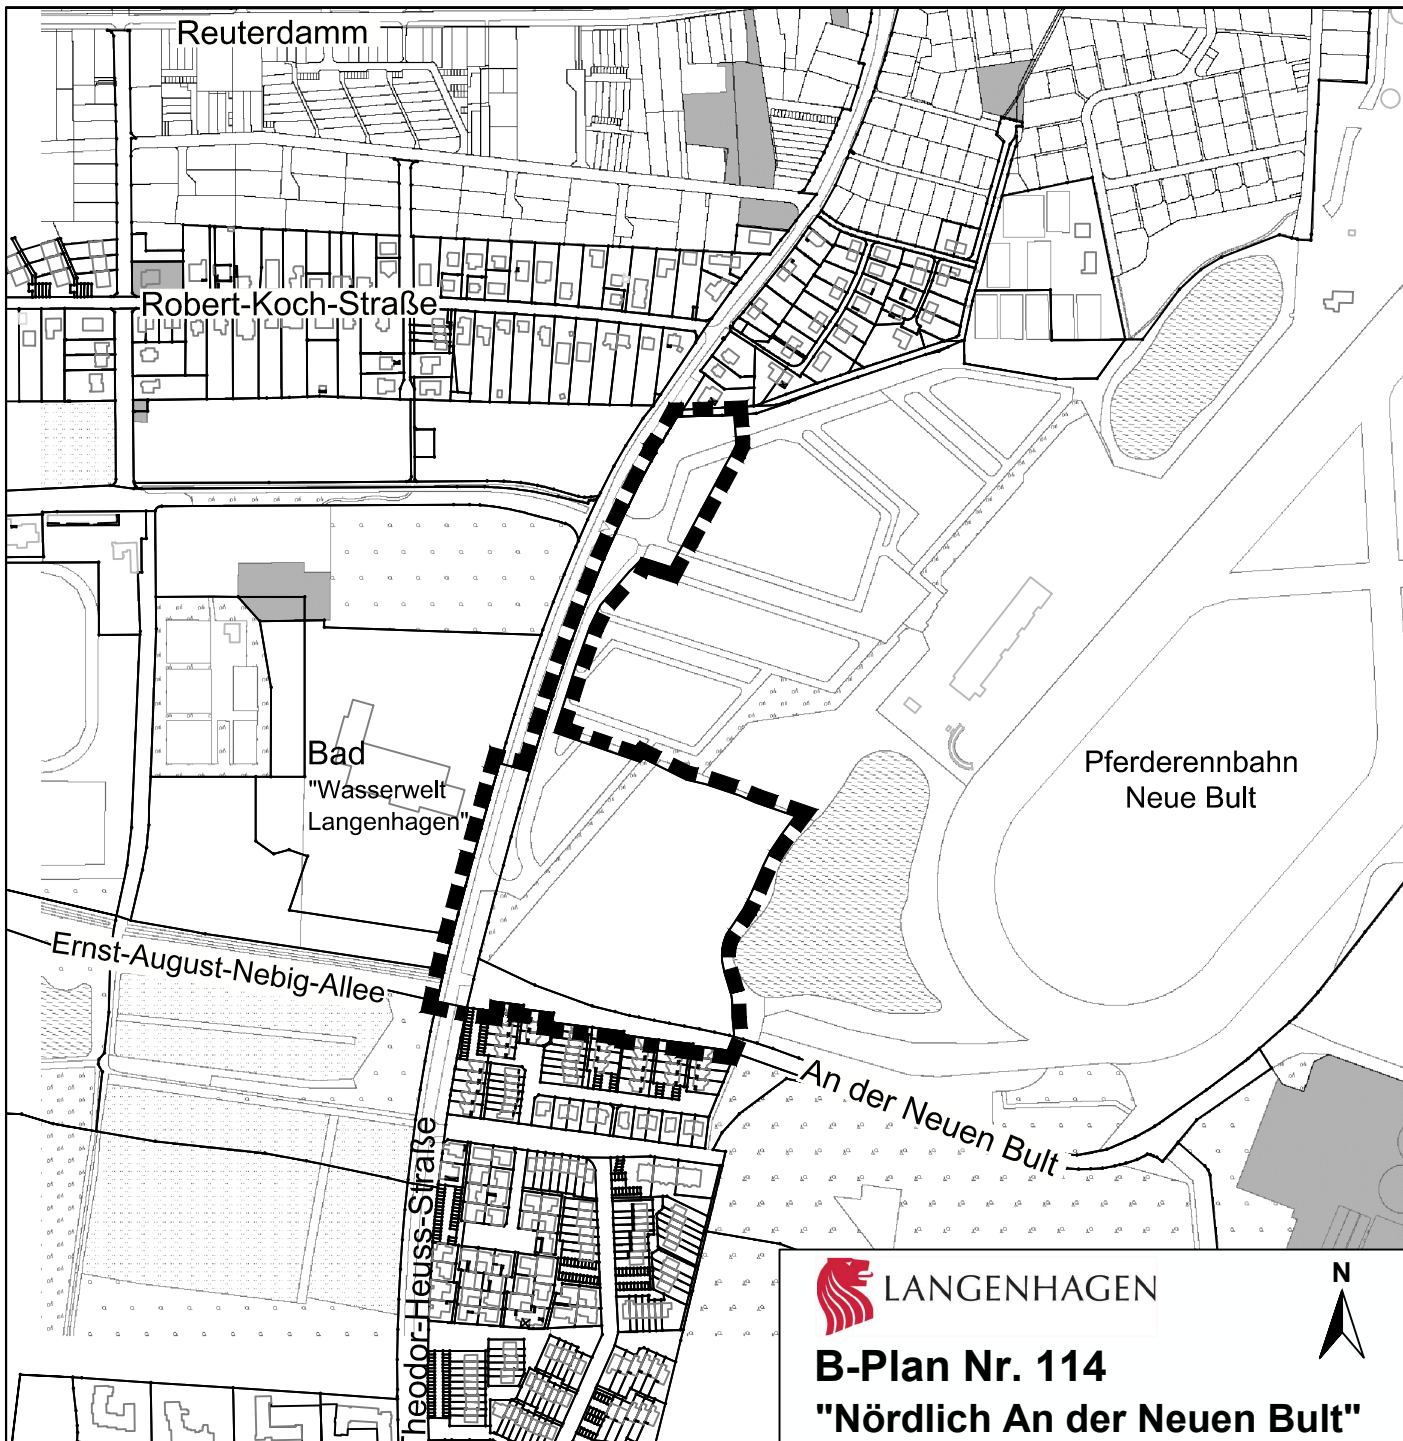 Reuterdamm
Robert-Koch-Straße
Bad
"Wasserwelt
Langenhagen"
Pferderennbahn
Neue Bult
Ernst-August-Nebig-Allee
An der Neuen Bult
heodor-Heuss-Straße
LANGENHAGEN
N
B-Plan Nr. 114
"Nördlich An der Neuen Bult"